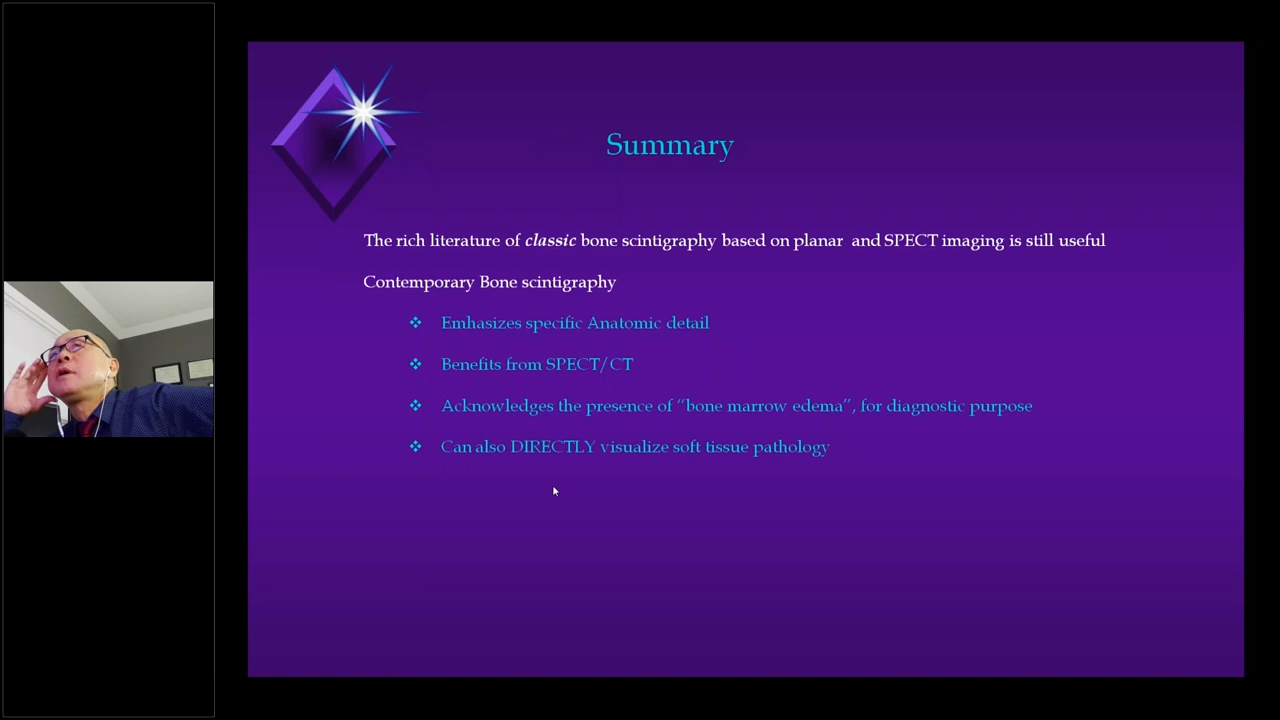 Summary
The rich literature of classic bone scintigraphy based on planar and SPECT imaging is still useful
Contemporary Bone scintigraphy
Emhasizes specific Anatomic detail
Benefits from SPECT/CT
Acknowledges the presence of “bone marrow edema”, for diagnostic purpose
Can also DIRECTLY visualize soft tissue pathology